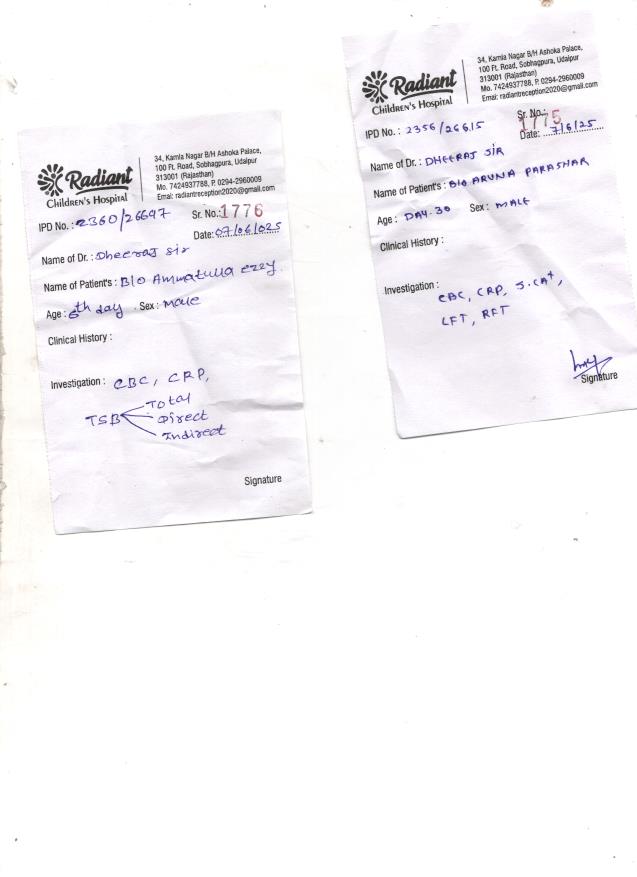 Radiant
Children's Hospital
34, Kamla Nagar B/H Ashoka Palace,
100 Ft. Road, Sobhagpura, Udaipur
313001 (Rajasthan)
Mo. 7424937788, P. 0294-2960009
Emai: radiantreception2020@gmail.com
IPD No. : 2360/26697 Sr. No.: 1776
Date: 07/06/025
Name of Dr. : Dheeraj sir
Name of Patient's : B/O Ammatulla ezzy.
Age : 6th day Sex : Male
Clinical History :
Investigation : CBC, CRP,
TSB Total
Direct
Indirect
Signature
Radiant
Children's Hospital
34, Kamla Nagar B/H Ashoka Palace,
100 Ft. Road, Sobhagpura, Udaipur
313001 (Rajasthan)
Mo. 7424937788, P. 0294-2960009
Emai: radiantreception2020@gmail.com
IPD No. : 2356/26615 Sr. No.: 1775
Date: 7/6/25
Name of Dr. : DHEERAJ SIR
Name of Patient's : B/O ARUNA PARASHAR
Age : DAY-30 Sex : MALE
Clinical History :
Investigation :
CBC, CRP, S.CA+,
LFT, RFT
Signature